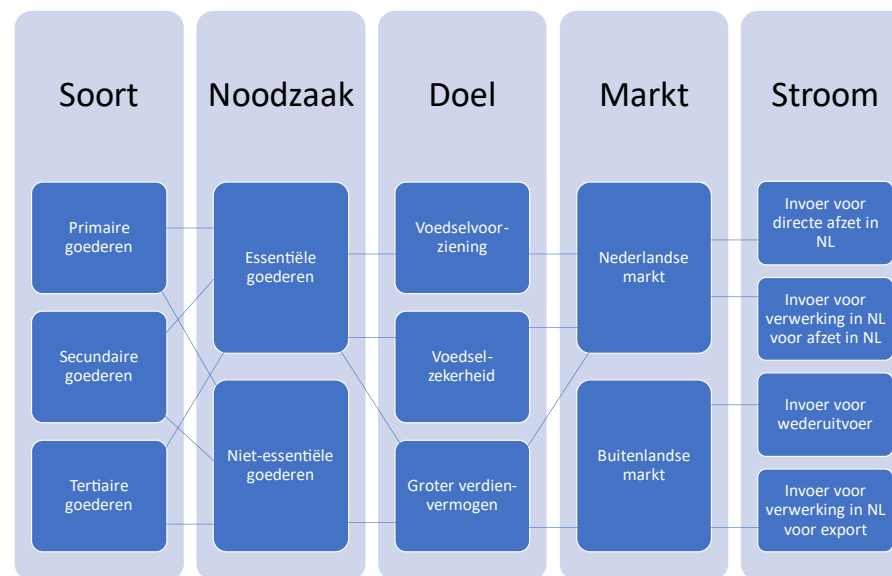 Soort
Noodzaak
Doel
Markt
Stroom
Primaire
goederen
Secundaire
goederen
Tertiaire
goederen
Essentiële
goederen
Niet-essentiële
goederen
Voedselvoor-
ziening
Voedsel-
zekerheid
Groter verdien-
vermogen
Nederlandse
markt
Buitenlandse
markt
Invoer voor
directe afzet in
NL
Invoer voor
verwerking in NL
voor afzet in NL
Invoer voor
wederuitvoer
Invoer voor
verwerking in NL
voor export